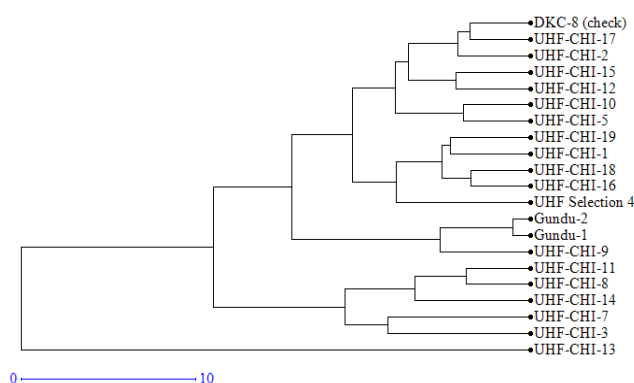 DKC-8 (check)
UHF-CHI-17
UHF-CHI-2
UHF-CHI-15
UHF-CHI-12
UHF-CHI-10
UHF-CHI-5
UHF-CHI-19
UHF-CHI-1
UHF-CHI-18
UHF-CHI-16
UHF Selection 4
Gundu-2
Gundu-1
UHF-CHI-9
UHF-CHI-11
UHF-CHI-8
UHF-CHI-14
UHF-CHI-7
UHF-CHI-3
UHF-CHI-13
0 10